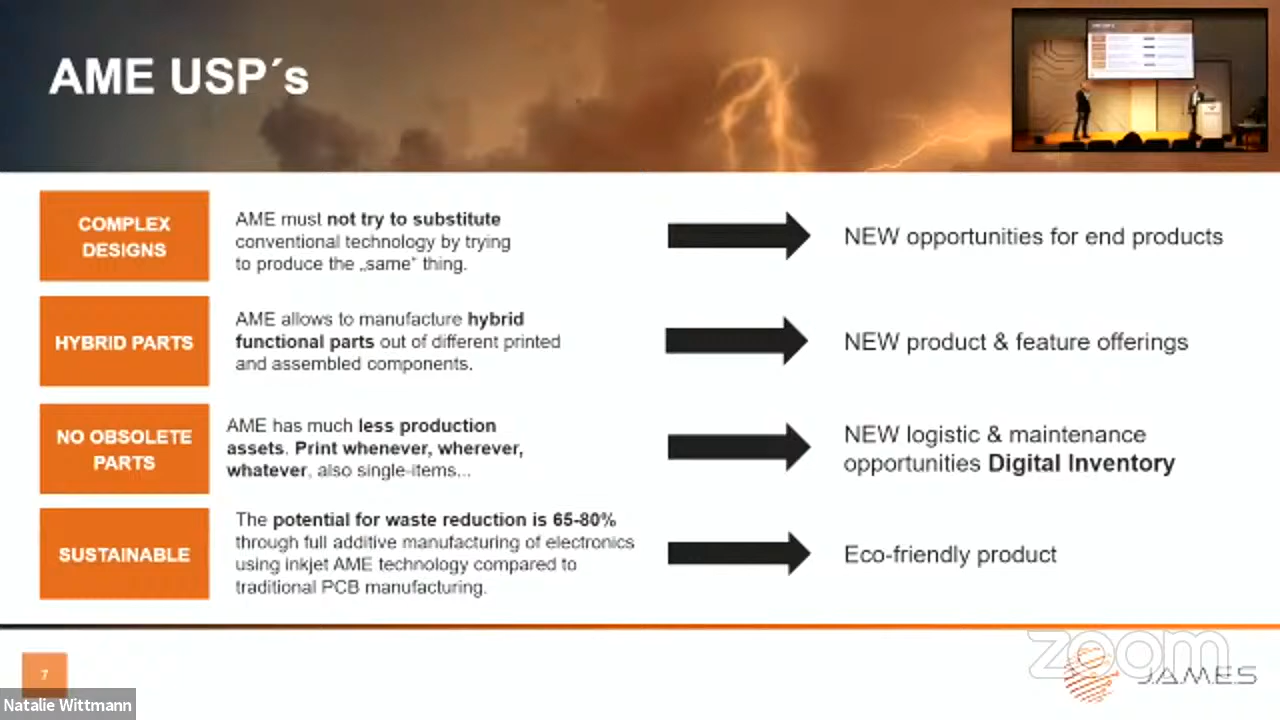 AME USP´s
COMPLEX
DESIGNS
AME must not try to substitute
conventional technology by trying
to produce the „same" thing.
NEW opportunities for end products
HYBRID PARTS
AME allows to manufacture hybrid
functional parts out of different printed
and assembled components.
NEW product & feature offerings
NO OBSOLETE
PARTS
AME has much less production
assets. Print whenever, wherever,
whatever, also single-items...
NEW logistic & maintenance
opportunities Digital Inventory
SUSTAINABLE
The potential for waste reduction is 65-80%
through full additive manufacturing of electronics
using inkjet AME technology compared to
traditional PCB manufacturing.
Eco-friendly product
zoom
7
JAMES
Natalie Wittmann